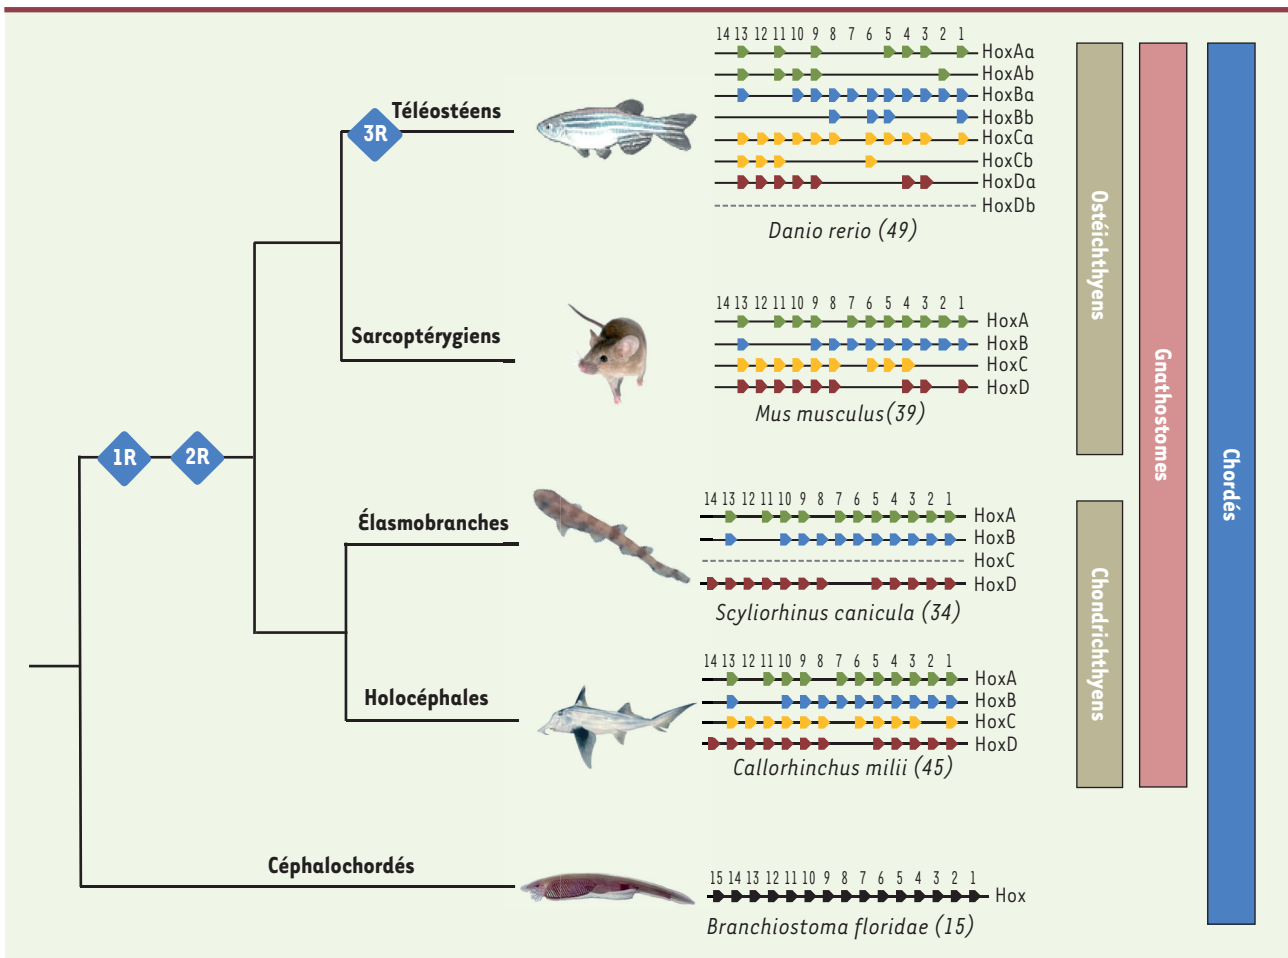 14 13 12 11 10 9 8 7 6 5 4 3 2 1
HoxAa
HoxAb
HoxBa
HoxBb
HoxCa
HoxCb
HoxDa
HoxDb
Danio rerio (49)
Téléostéens
3R
14 13 12 11 10 9 8 7 6 5 4 3 2 1
HoxA
HoxB
HoxC
HoxD
Mus musculus(39)
Sarcoptérygiens
1R
2R
14 13 12 11 10 9 8 7 6 5 4 3 2 1
HoxA
HoxB
HoxC
HoxD
Scyliorhinus canicula (34)
Élasmobranches
14 13 12 11 10 9 8 7 6 5 4 3 2 1
HoxA
HoxB
HoxC
HoxD
Callorhinchus milii (45)
Holocéphales
Céphalochordés
15 14 13 12 11 10 9 8 7 6 5 4 3 2 1
Hox
Branchiostoma floridae (15)
Ostéichthyens
Chondrichthyens
Gnathostomes
Chordés